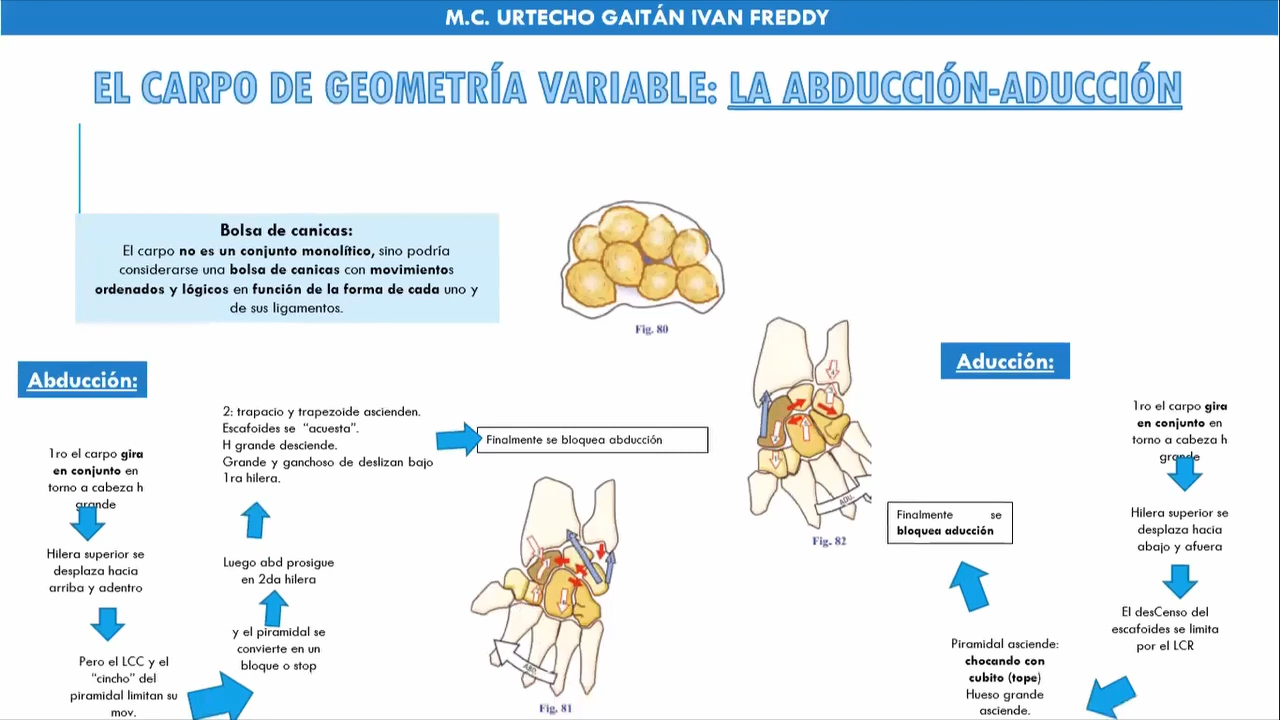 M.C. URTECHO GAITÁN IVAN FREDDY
EL CARPO DE GEOMETRÍA VARIABLE: LA ABDUCCIÓN-ADUCCIÓN
Bolsa de canicas:
El carpo no es un conjunto monolítico, sino podría
considerarse una bolsa de canicas con movimientos
ordenados y lógicos en función de la forma de cada uno y
de sus ligamentos.
Fig. 80
Abducción:
1ro el carpo gira
en conjunto en
torno a cabeza h
grande
Hilera superior se
desplaza hacia
arriba y adentro
Pero el LCC y el
“cincho” del
piramidal limitan su
mov.
y el piramidal se
convierte en un
bloque o stop
Luego abd prosigue
en 2da hilera
2: trapacio y trapezoide ascienden.
Escafoides se “acuesta”.
H grande desciende.
Grande y ganchoso de deslizan bajo
1ra hilera.
Finalmente se bloquea abducción
ABD.
Fig. 81
ADU.
Fig. 82
Aducción:
1ro el carpo gira
en conjunto en
torno a cabeza h
grande
Hilera superior se
desplaza hacia
abajo y afuera
El desCenso del
escafoides se limita
por el LCR
Piramidal asciende:
chocando con
cubito (tope)
Hueso grande
asciende.
Finalmente se
bloquea aducción